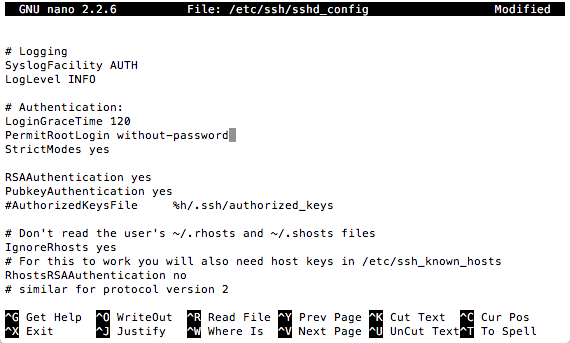 GNU nano 2.2.6 File: /etc/ssh/sshd_config Modified
# Logging
SyslogFacility AUTH
LogLevel INFO
# Authentication:
LoginGraceTime 120
PermitRootLogin without-password
StrictModes yes
RSAAuthentication yes
PubkeyAuthentication yes
#AuthorizedKeysFile %h/.ssh/authorized_keys
# Don't read the user's ~/.rhosts and ~/.shosts files
IgnoreRhosts yes
# For this to work you will also need host keys in /etc/ssh_known_hosts
RhostsRSAAuthentication no
# similar for protocol version 2
^G Get Help ^O WriteOut ^R Read File ^Y Prev Page ^K Cut Text ^C Cur Pos
^X Exit ^J Justify ^W Where Is ^V Next Page ^U UnCut Text ^T To Spell